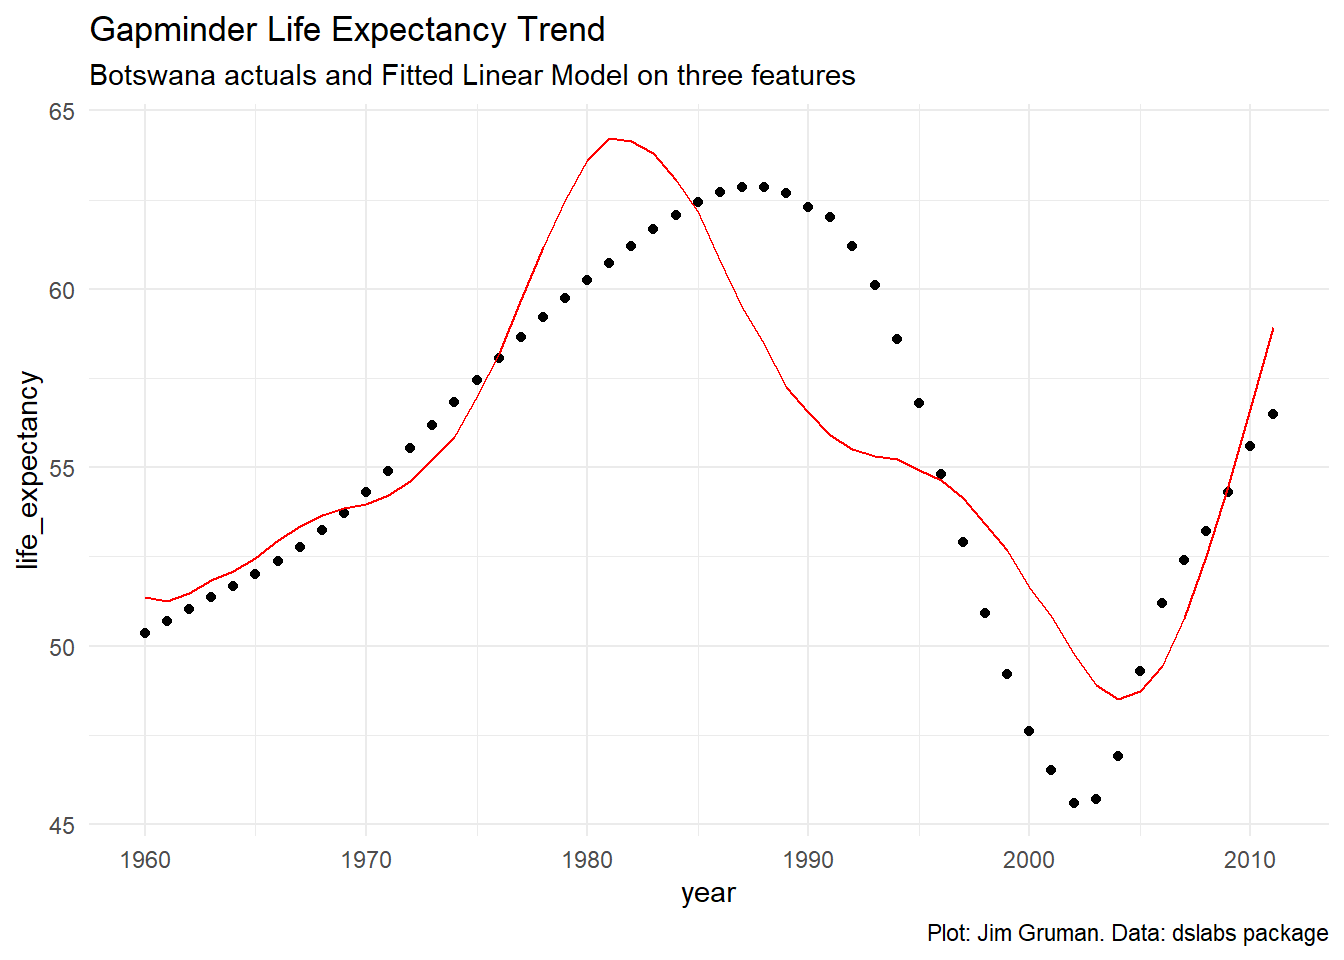 Gapminder Life Expectancy Trend
Botswana actuals and Fitted Linear Model on three features
65
60
55
50
45
life_expectancy
1960 1970 1980 1990 2000 2010
year
Plot: Jim Gruman. Data: dslabs package